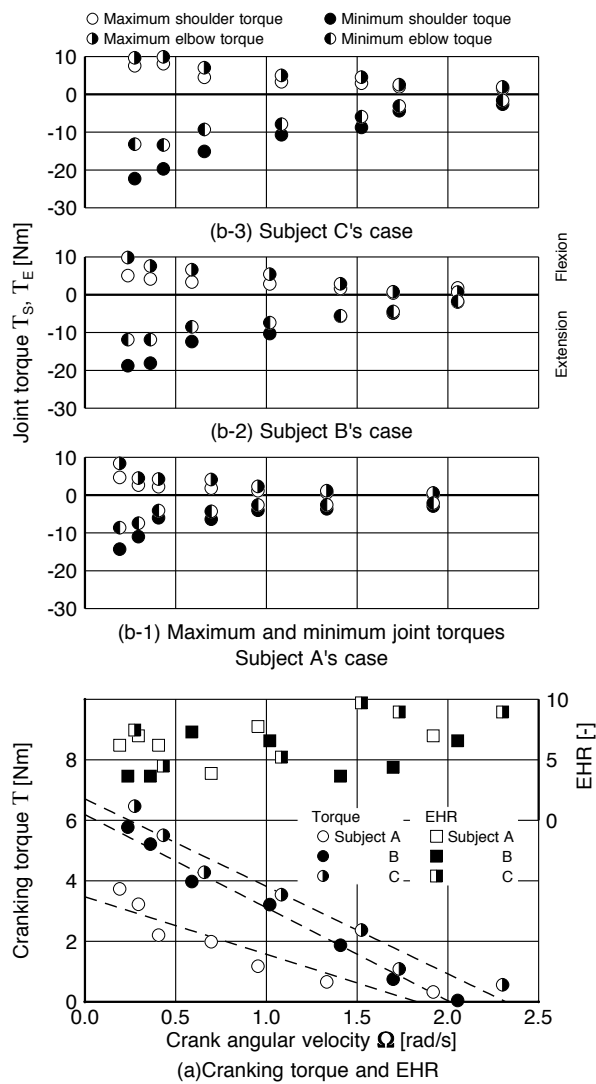 Maximum shoulder torque Minimum shoulder toque
Maximum elbow torque Minimum eblow toque
10
0
-10
-20
-30
(b-3) Subject C's case
10
0
-10
-20
-30
(b-2) Subject B's case
10
0
-10
-20
-30
Joint torque T_S, T_E [Nm]
Flexion
Extension
(b-1) Maximum and minimum joint torques
Subject A's case
8
6
4
2
0
Cranking torque T [Nm]
10
5
0
EHR [-]
Torque EHR
Subject A Subject A
B B
C C
0 0.5 1.0 1.5 2.0 2.5
Crank angular velocity Ω [rad/s]
(a)Cranking torque and EHR